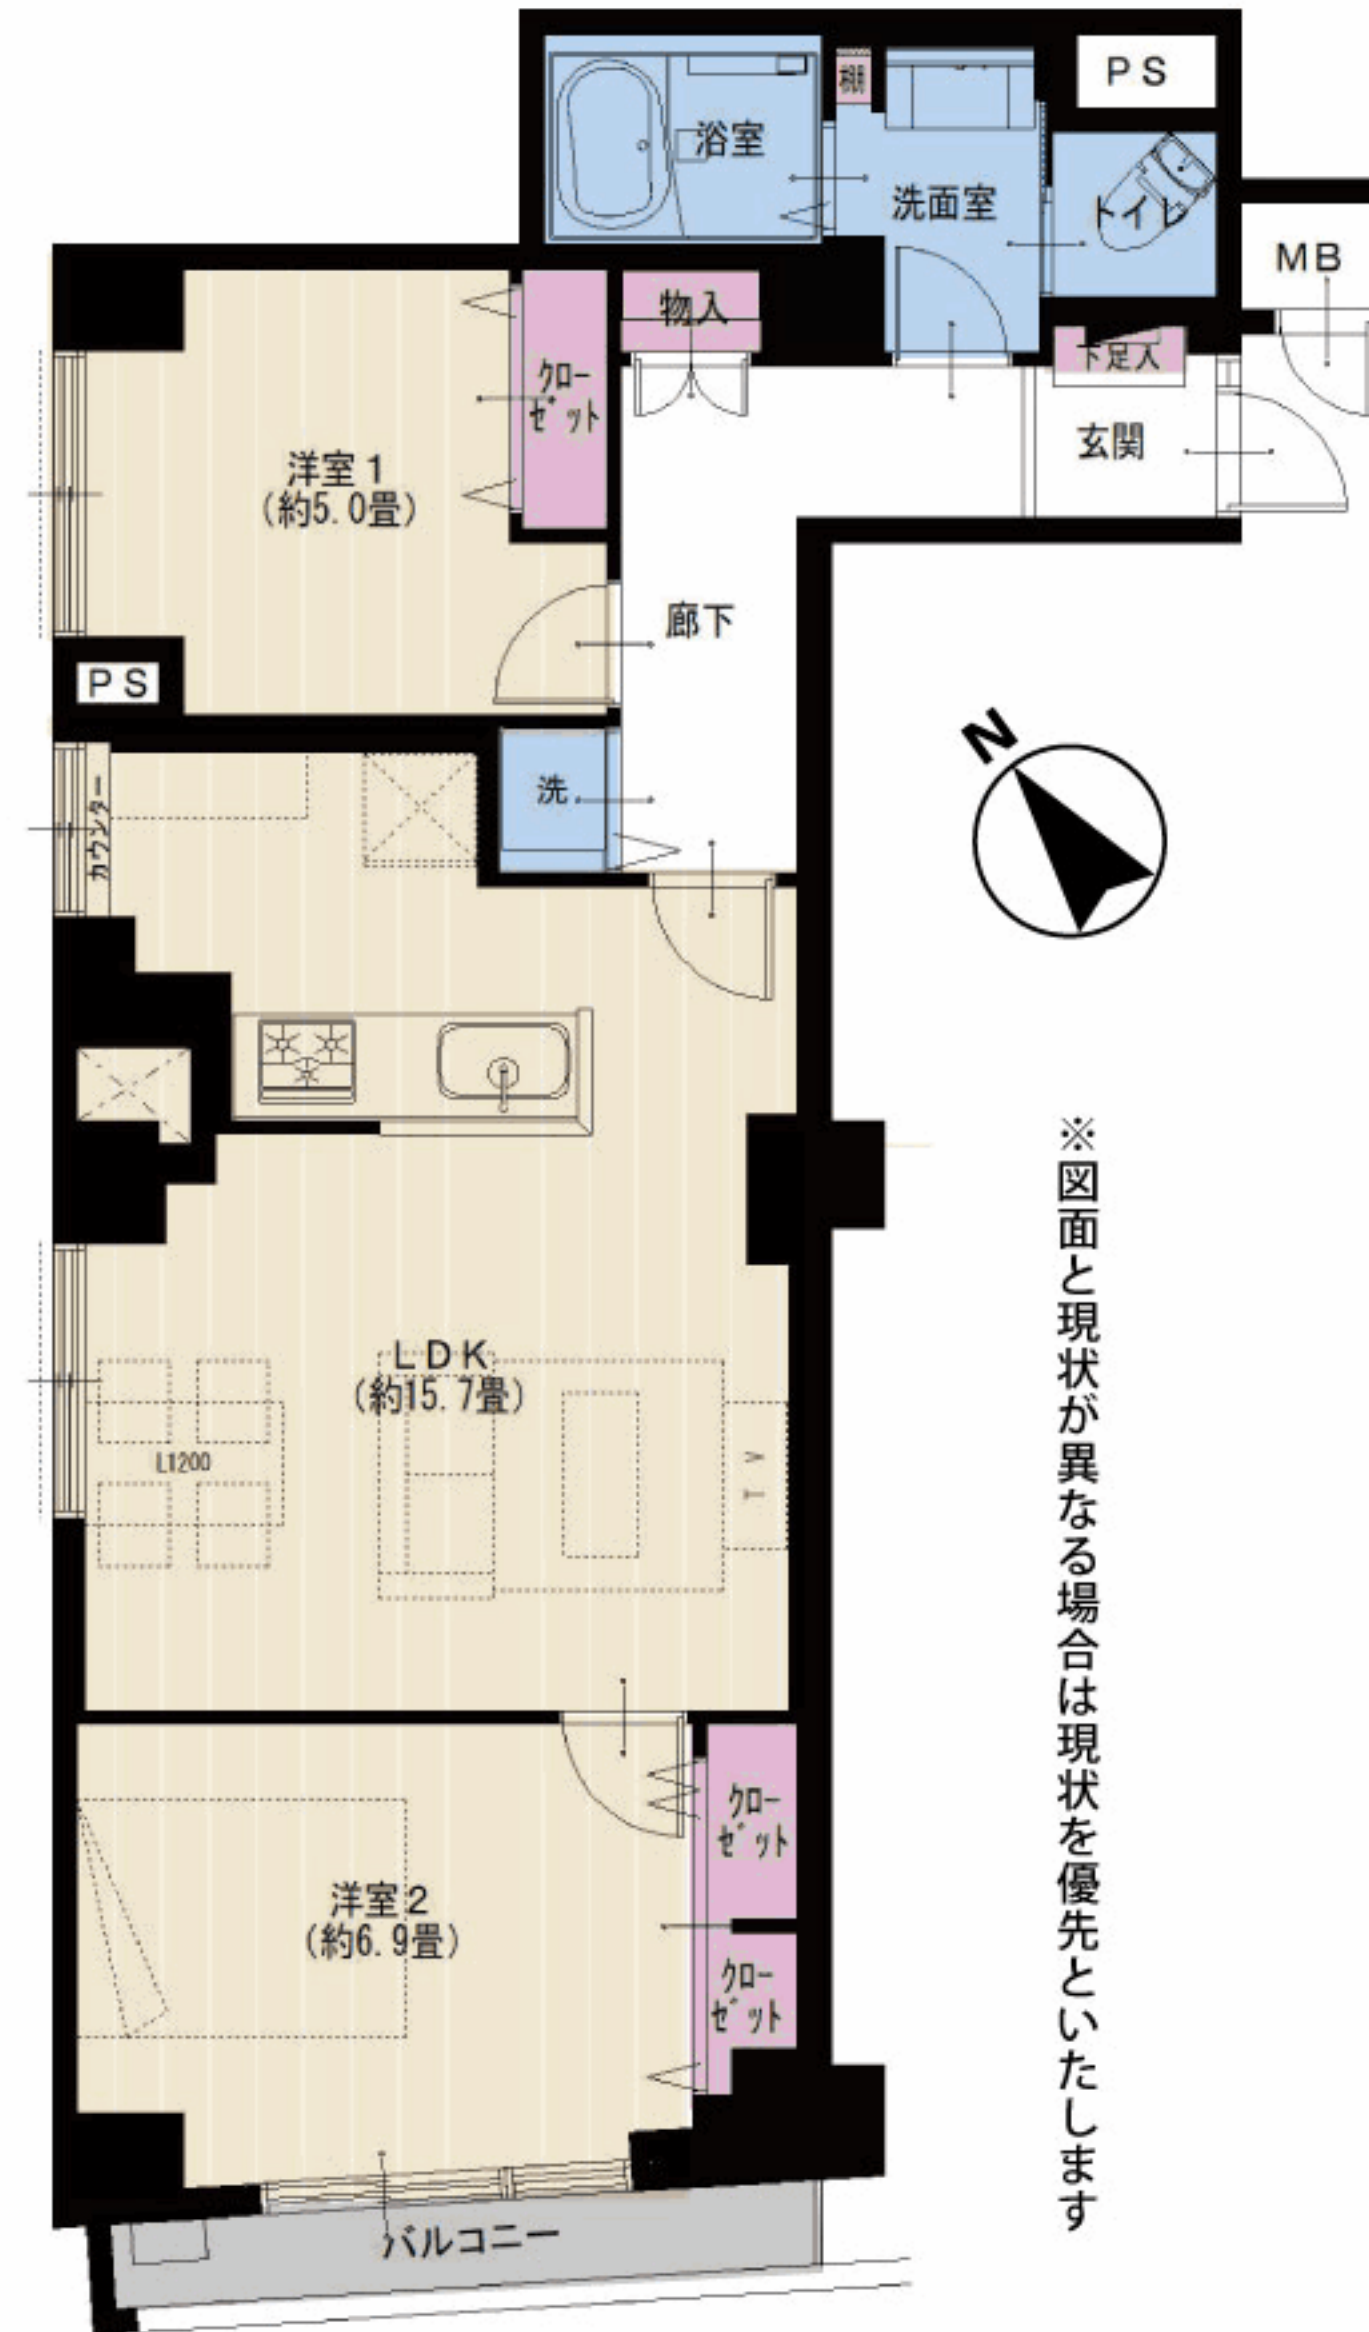 PS
棚
浴室
洗面室
トイレ
MB
物入
下足入
クロー
ゼット
玄関
洋室1
(約5.0畳)
廊下
PS
洗
カウンター
N
LDK
(約15.7畳)
L1200
TV
クロー
ゼット
洋室2
(約6.9畳)
クロー
ゼット
バルコニー
※図面と現状が異なる場合は現状を優先といたします